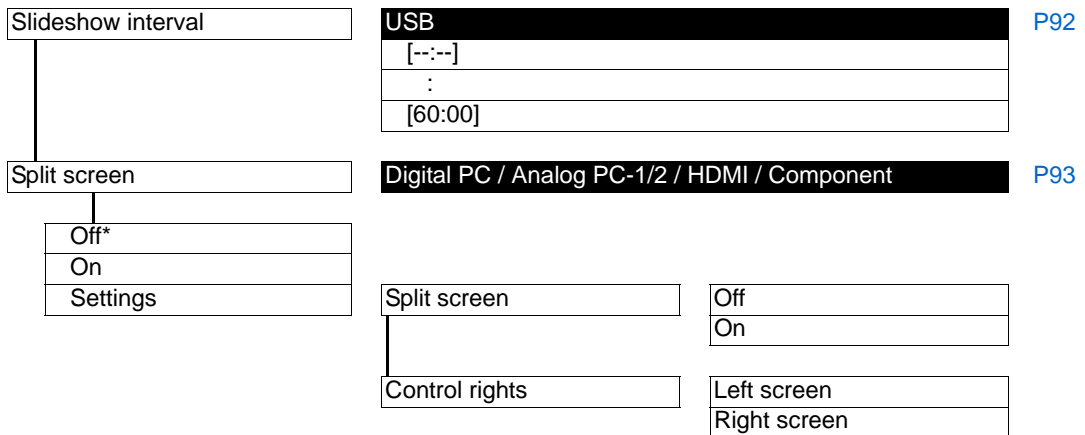 Slideshow interval USB P92
[--:--]
:
[60:00]
Split screen Digital PC / Analog PC-1/2 / HDMI / Component P93
Off*
On
Settings Split screen Off
On
Control rights Left screen
Right screen